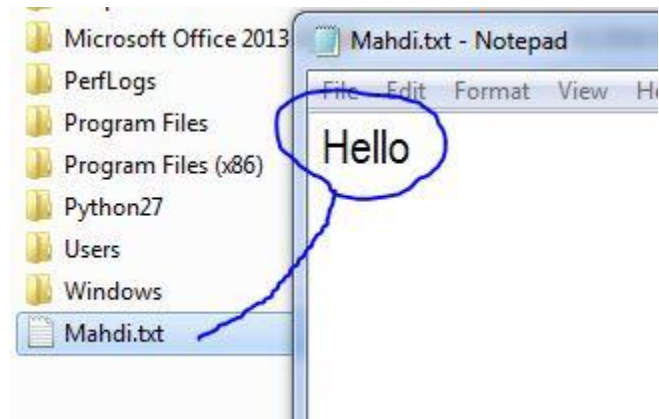 Microsoft Office 2013
PerfLogs
Program Files
Program Files (x86)
Python27
Users
Windows
Mahdi.txt
Mahdi.txt - Notepad
File Edit Format View
Hello